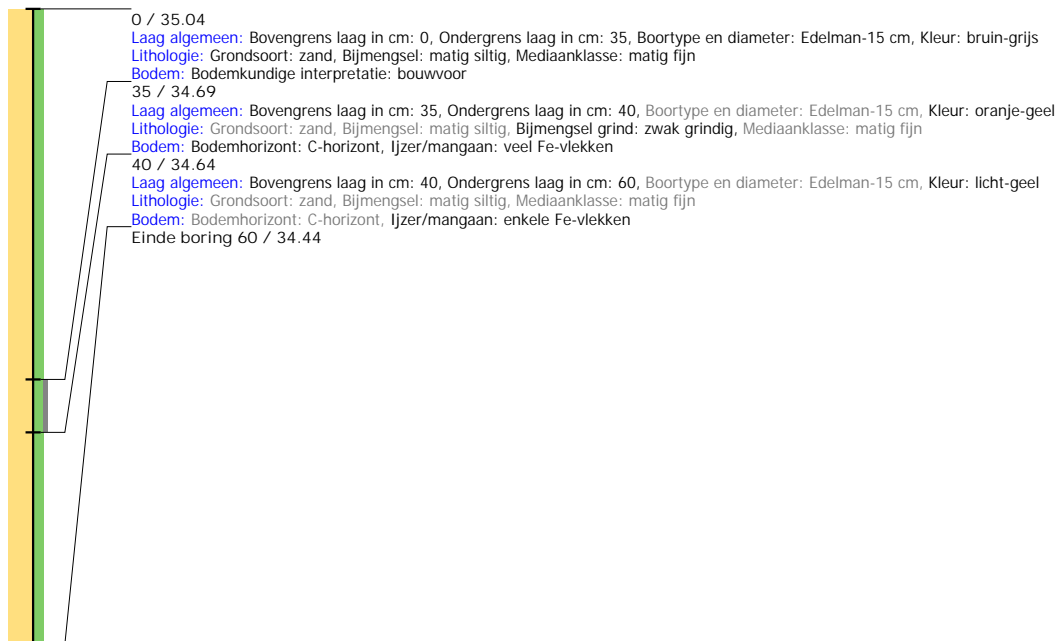 0 / 35.04
Laag algemeen: Bovengrens laag in cm: 0, Ondergrens laag in cm: 35, Boortype en diameter: Edelman-15 cm, Kleur: bruin-grijs
Lithologie: Grondsoort: zand, Bijmengsel: matig siltig, Mediaanklasse: matig fijn
Bodem: Bodemkundige interpretatie: bouwvoor
35 / 34.69
Laag algemeen: Bovengrens laag in cm: 35, Ondergrens laag in cm: 40, Boortype en diameter: Edelman-15 cm, Kleur: oranje-geel
Lithologie: Grondsoort: zand, Bijmengsel: matig siltig, Bijmengsel grind: zwak grindig, Mediaanklasse: matig fijn
Bodem: Bodemhorizont: C-horizont, Ijzer/mangaan: veel Fe-vlekken
40 / 34.64
Laag algemeen: Bovengrens laag in cm: 40, Ondergrens laag in cm: 60, Boortype en diameter: Edelman-15 cm, Kleur: licht-geel
Lithologie: Grondsoort: zand, Bijmengsel: matig siltig, Mediaanklasse: matig fijn
Bodem: Bodemhorizont: C-horizont, Ijzer/mangaan: enkele Fe-vlekken
Einde boring 60 / 34.44